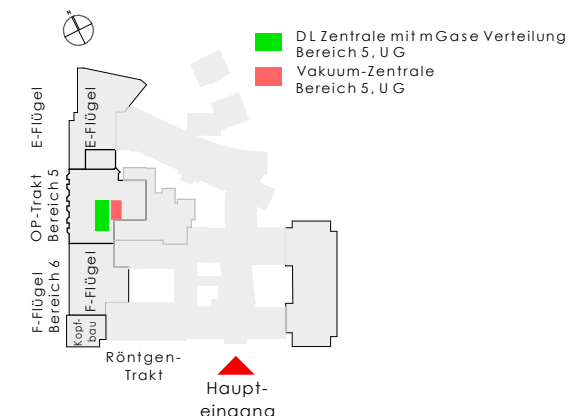 N
DL Zentrale mit mGase Verteilung
Bereich 5, UG
Vakuum-Zentrale
Bereich 5, UG
E-Flügel
E-Flügel
OP-Trakt
Bereich 5
F-Flügel
Bereich 6
F-Flügel
Kopf-
bau
Röntgen-
Trakt
Haupt-
eingang